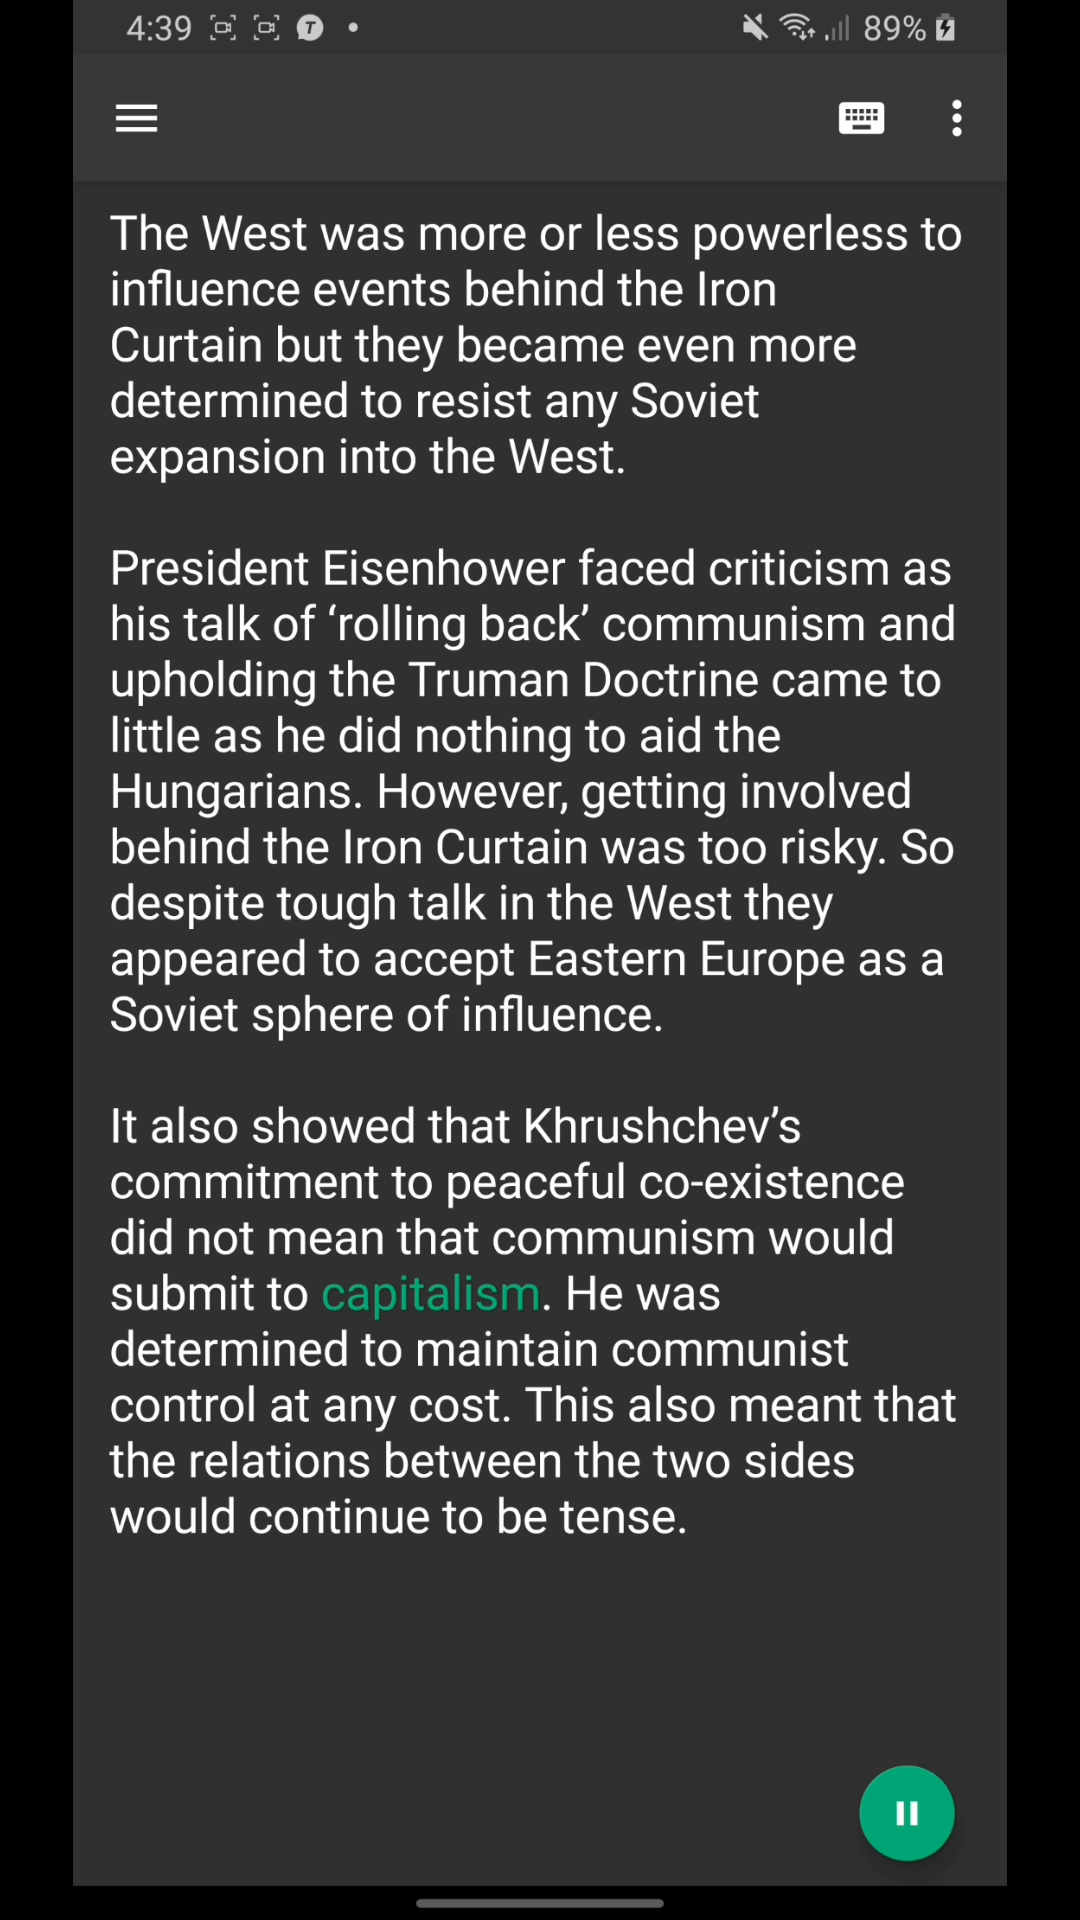 4:39
89%
The West was more or less powerless to
influence events behind the Iron
Curtain but they became even more
determined to resist any Soviet
expansion into the West.
President Eisenhower faced criticism as
his talk of ‘rolling back’ communism and
upholding the Truman Doctrine came to
little as he did nothing to aid the
Hungarians. However, getting involved
behind the Iron Curtain was too risky. So
despite tough talk in the West they
appeared to accept Eastern Europe as a
Soviet sphere of influence.
It also showed that Khrushchev’s
commitment to peaceful co-existence
did not mean that communism would
submit to capitalism. He was
determined to maintain communist
control at any cost. This also meant that
the relations between the two sides
would continue to be tense.